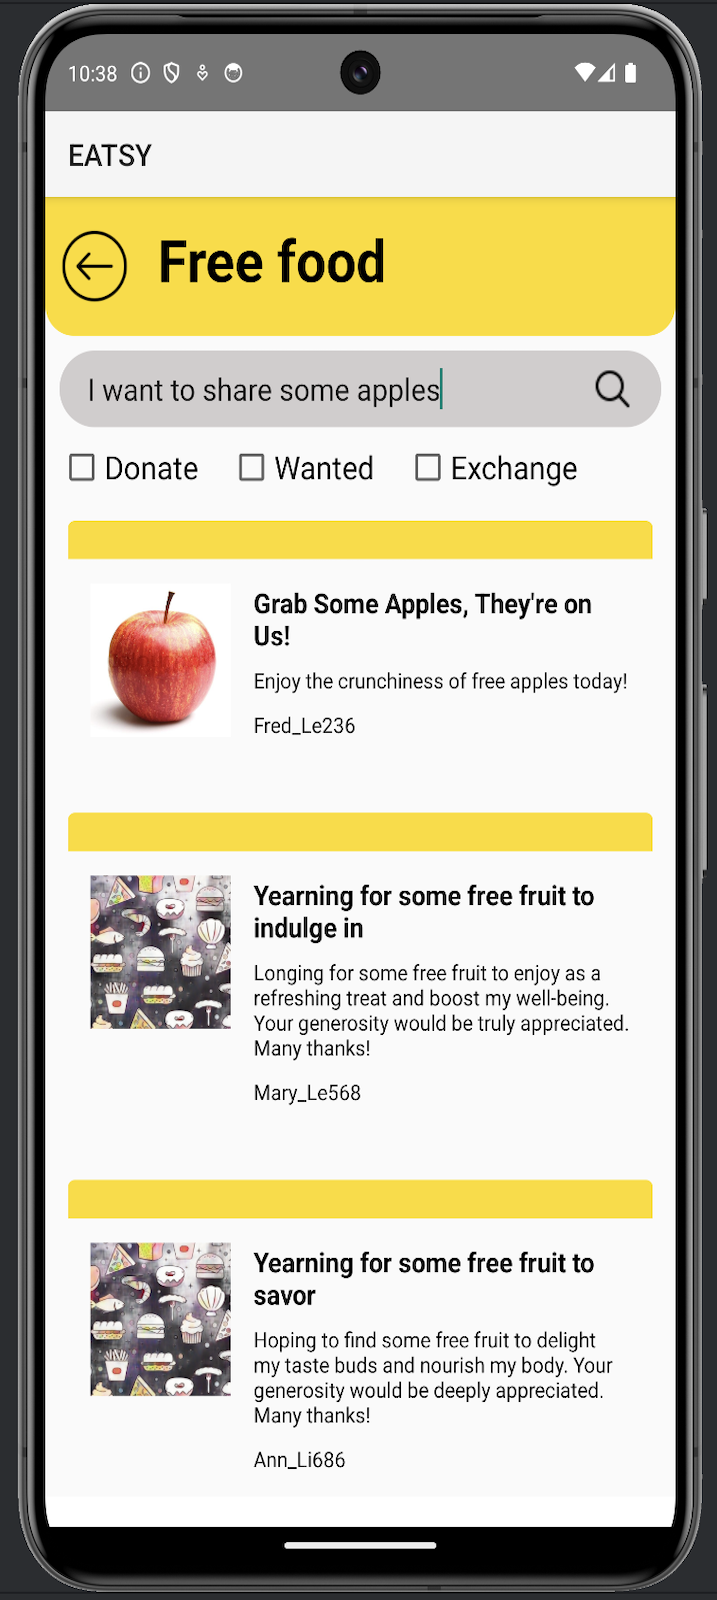 10:38
EATSY
Free food
I want to share some apples
Donate Wanted Exchange
Grab Some Apples, They're on
Us!
Enjoy the crunchiness of free apples today!
Fred_Le236
Yearning for some free fruit to
indulge in
Longing for some free fruit to enjoy as a
refreshing treat and boost my well-being.
Your generosity would be truly appreciated.
Many thanks!
Mary_Le568
Yearning for some free fruit to
savor
Hoping to find some free fruit to delight
my taste buds and nourish my body. Your
generosity would be deeply appreciated.
Many thanks!
Ann_Li686